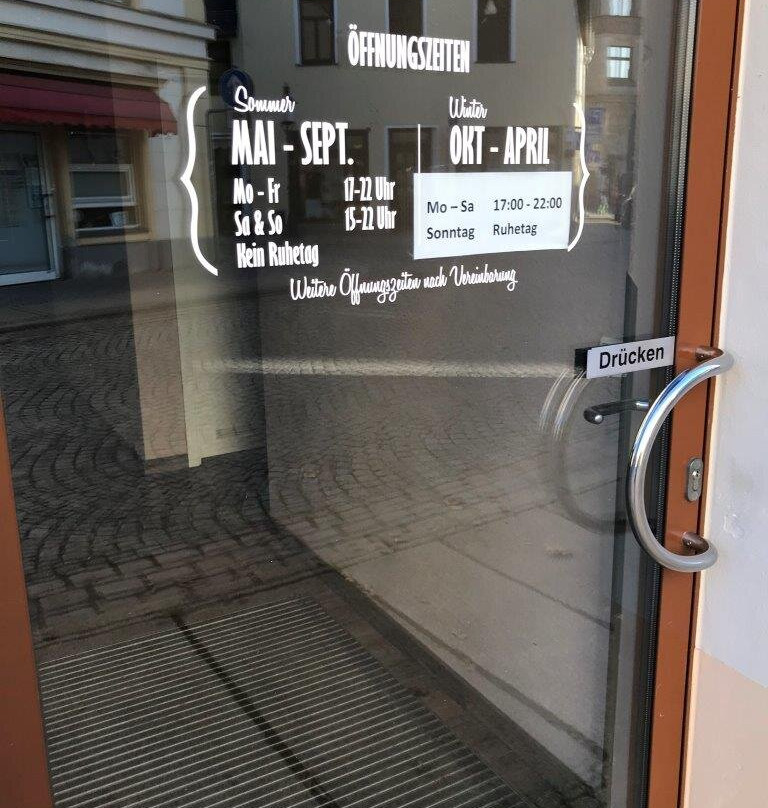 ÖFFNUNGSZEITEN
Sommer
MAI - SEPT.
Mo - Fr 17-22 Uhr
Sa & So 15-22 Uhr
Kein Ruhetag
Winter
OKT - APRIL
Mo – Sa 17:00 - 22:00
Sonntag Ruhetag
Weitere Öffnungszeiten nach Vereinbarung
Drücken